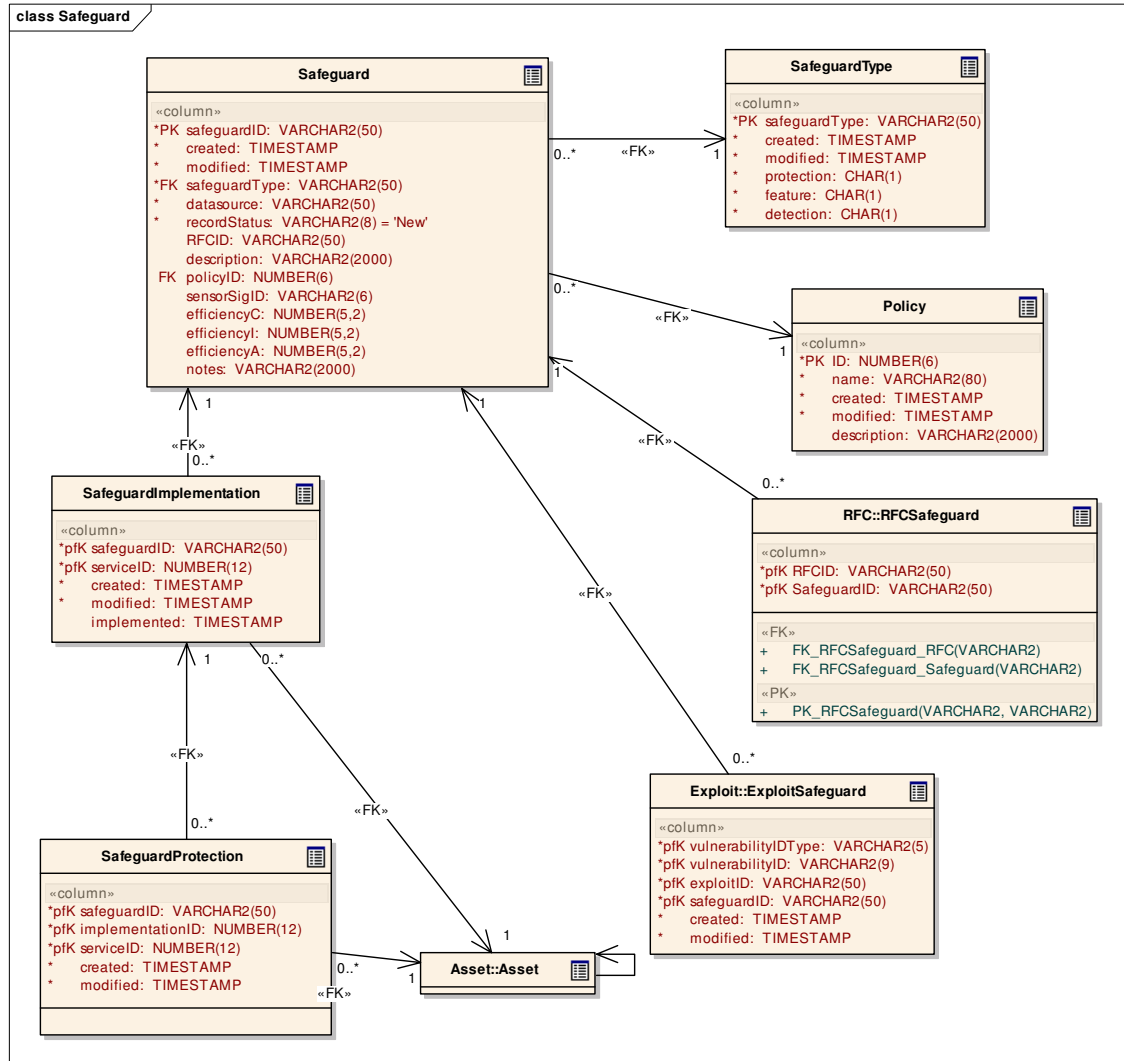 class Safeguard
Safeguard
«column»
*PK safeguardID: VARCHAR2(50)
* created: TIMESTAMP
* modified: TIMESTAMP
*FK safeguardType: VARCHAR2(50)
* datasource: VARCHAR2(50)
* recordStatus: VARCHAR2(8) = 'New'
RFCID: VARCHAR2(50)
description: VARCHAR2(2000)
FK policyID: NUMBER(6)
sensorSigID: VARCHAR2(6)
efficiencyC: NUMBER(5,2)
efficiencyI: NUMBER(5,2)
efficiencyA: NUMBER(5,2)
notes: VARCHAR2(2000)
SafeguardType
«column»
*PK safeguardType: VARCHAR2(50)
* created: TIMESTAMP
* modified: TIMESTAMP
* protection: CHAR(1)
* feature: CHAR(1)
* detection: CHAR(1)
0..*
«FK»
1
0..*
«FK»
1
Policy
«column»
*PK ID: NUMBER(6)
* name: VARCHAR2(80)
* created: TIMESTAMP
* modified: TIMESTAMP
description: VARCHAR2(2000)
1
«FK»
0..*
1
«FK»
0..*
1
«FK»
0..*
SafeguardImplementation
«column»
*pfK safeguardID: VARCHAR2(50)
*pfK serviceID: NUMBER(12)
* created: TIMESTAMP
* modified: TIMESTAMP
implemented: TIMESTAMP
RFC::RFCSafeguard
«column»
*pfK RFCID: VARCHAR2(50)
*pfK SafeguardID: VARCHAR2(50)
«FK»
+ FK_RFCSafeguard_RFC(VARCHAR2)
+ FK_RFCSafeguard_Safeguard(VARCHAR2)
«PK»
+ PK_RFCSafeguard(VARCHAR2, VARCHAR2)
1
«FK»
0..*
0..*
«FK»
1
Exploit::ExploitSafeguard
«column»
*pfK vulnerabilityIDType: VARCHAR2(5)
*pfK vulnerabilityID: VARCHAR2(9)
*pfK exploitID: VARCHAR2(50)
*pfK safeguardID: VARCHAR2(50)
* created: TIMESTAMP
* modified: TIMESTAMP
SafeguardProtection
«column»
*pfK safeguardID: VARCHAR2(50)
*pfK implementationID: NUMBER(12)
*pfK serviceID: NUMBER(12)
* created: TIMESTAMP
* modified: TIMESTAMP
0..*
«FK»
1
Asset::Asset